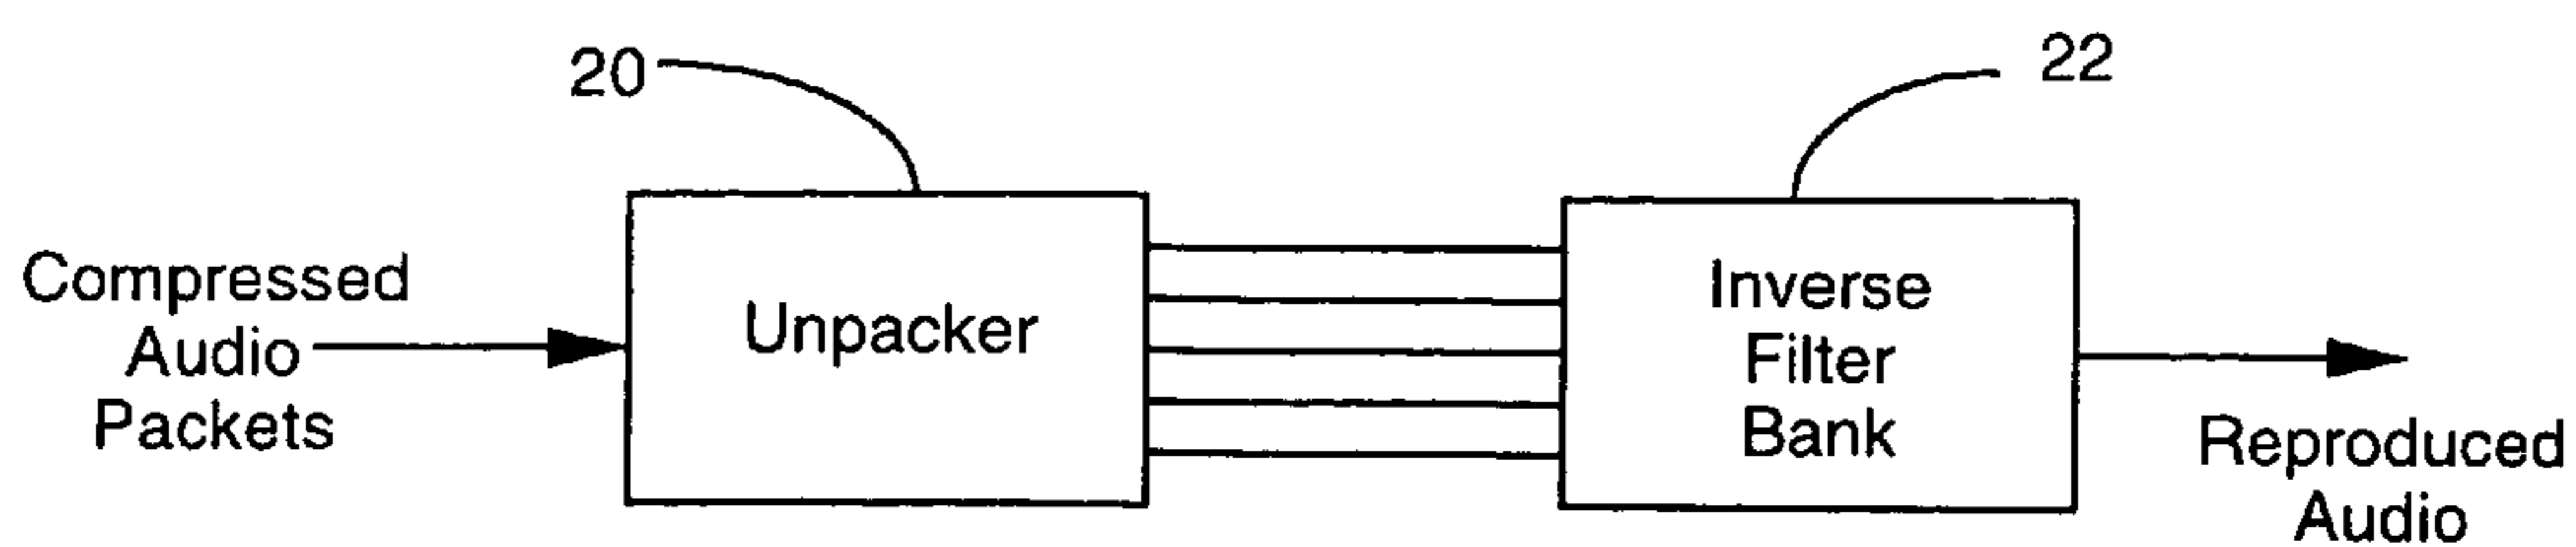 20
22
Compressed
Audio
Packets
Unpacker
Inverse
Filter
Bank
Reproduced
Audio